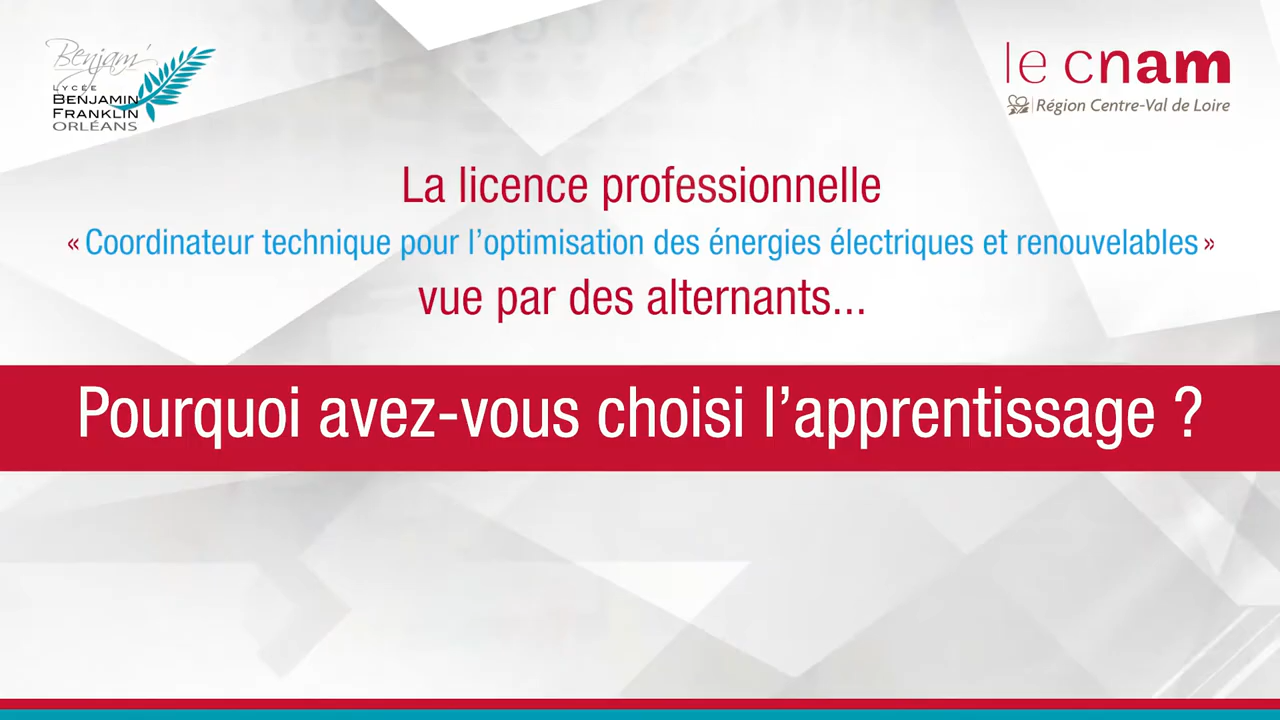 Benjam'
LYCÉE
BENJAMIN
FRANKLIN
ORLÉANS
le cnam
Région Centre-Val de Loire
La licence professionnelle
« Coordinateur technique pour l’optimisation des énergies électriques et renouvelables »
vue par des alternants...
Pourquoi avez-vous choisi l’apprentissage ?